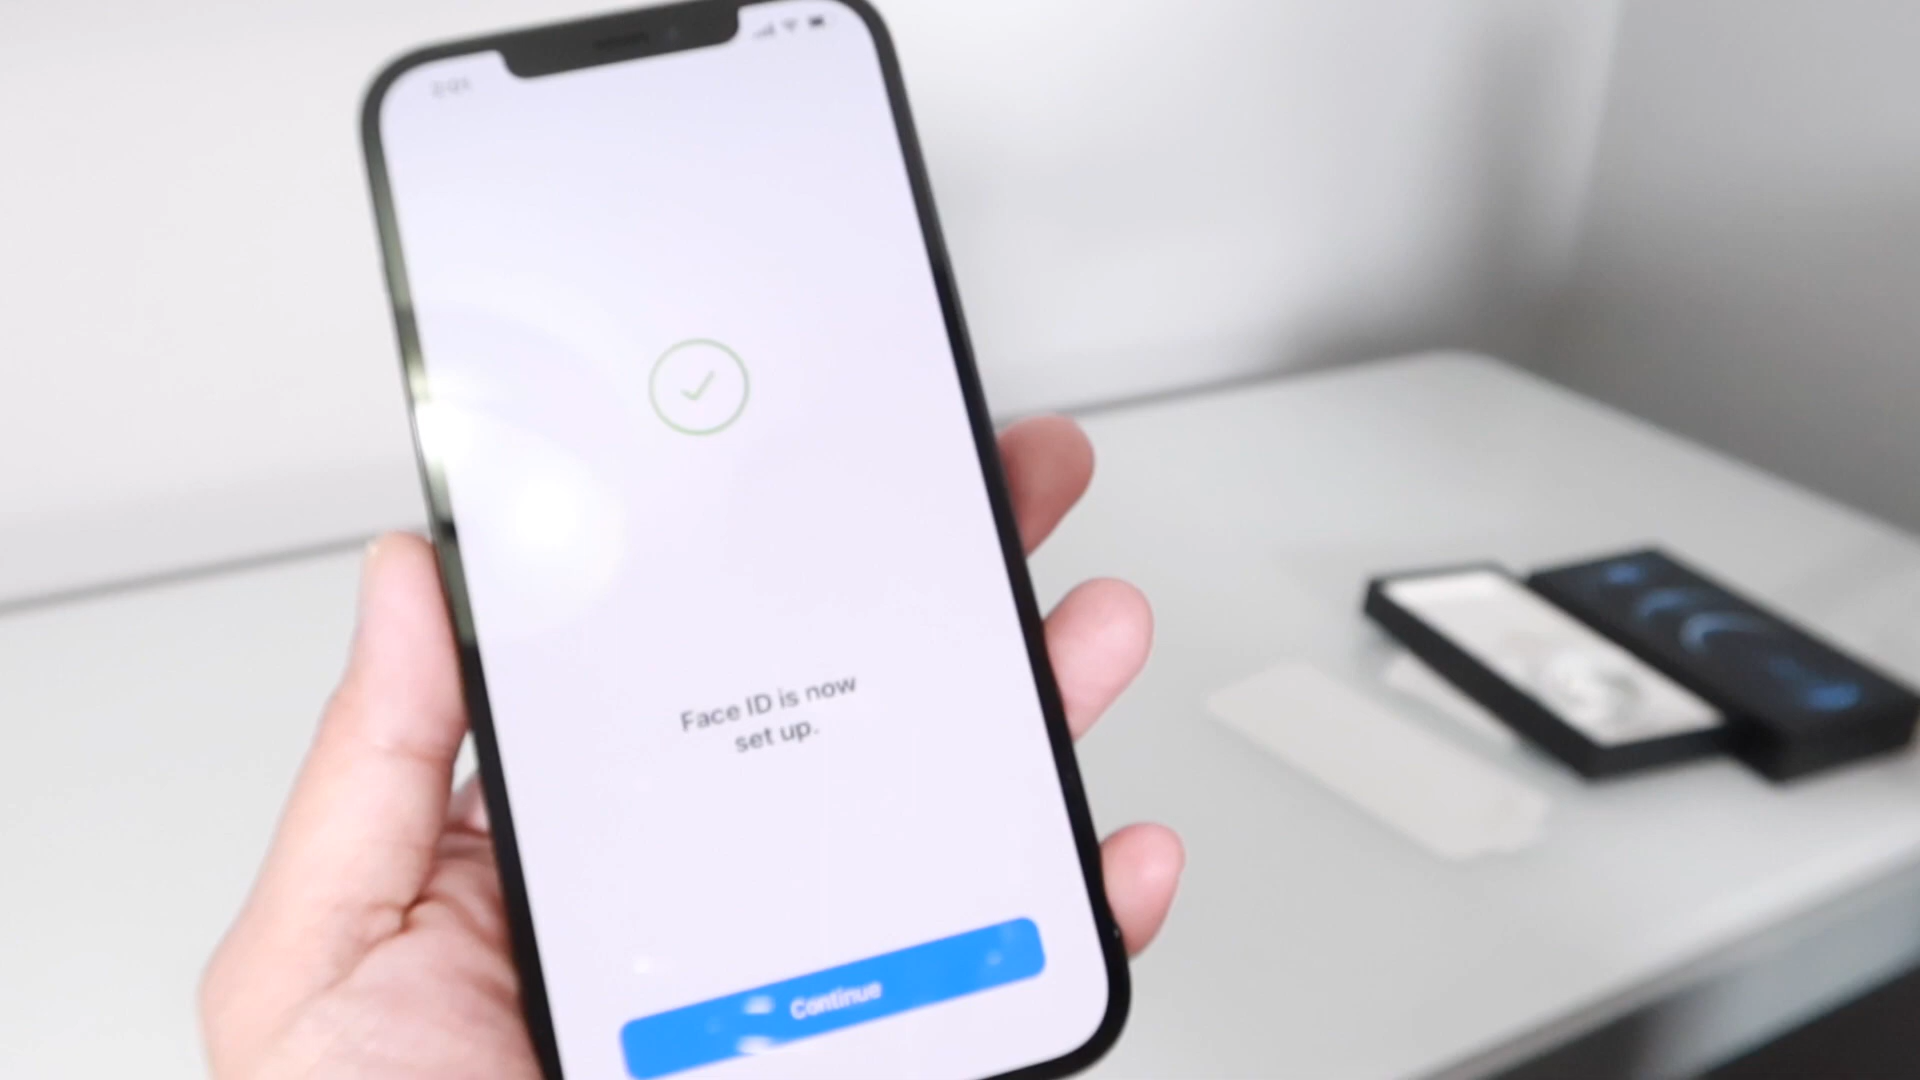 Face ID is now
set up.
Continue